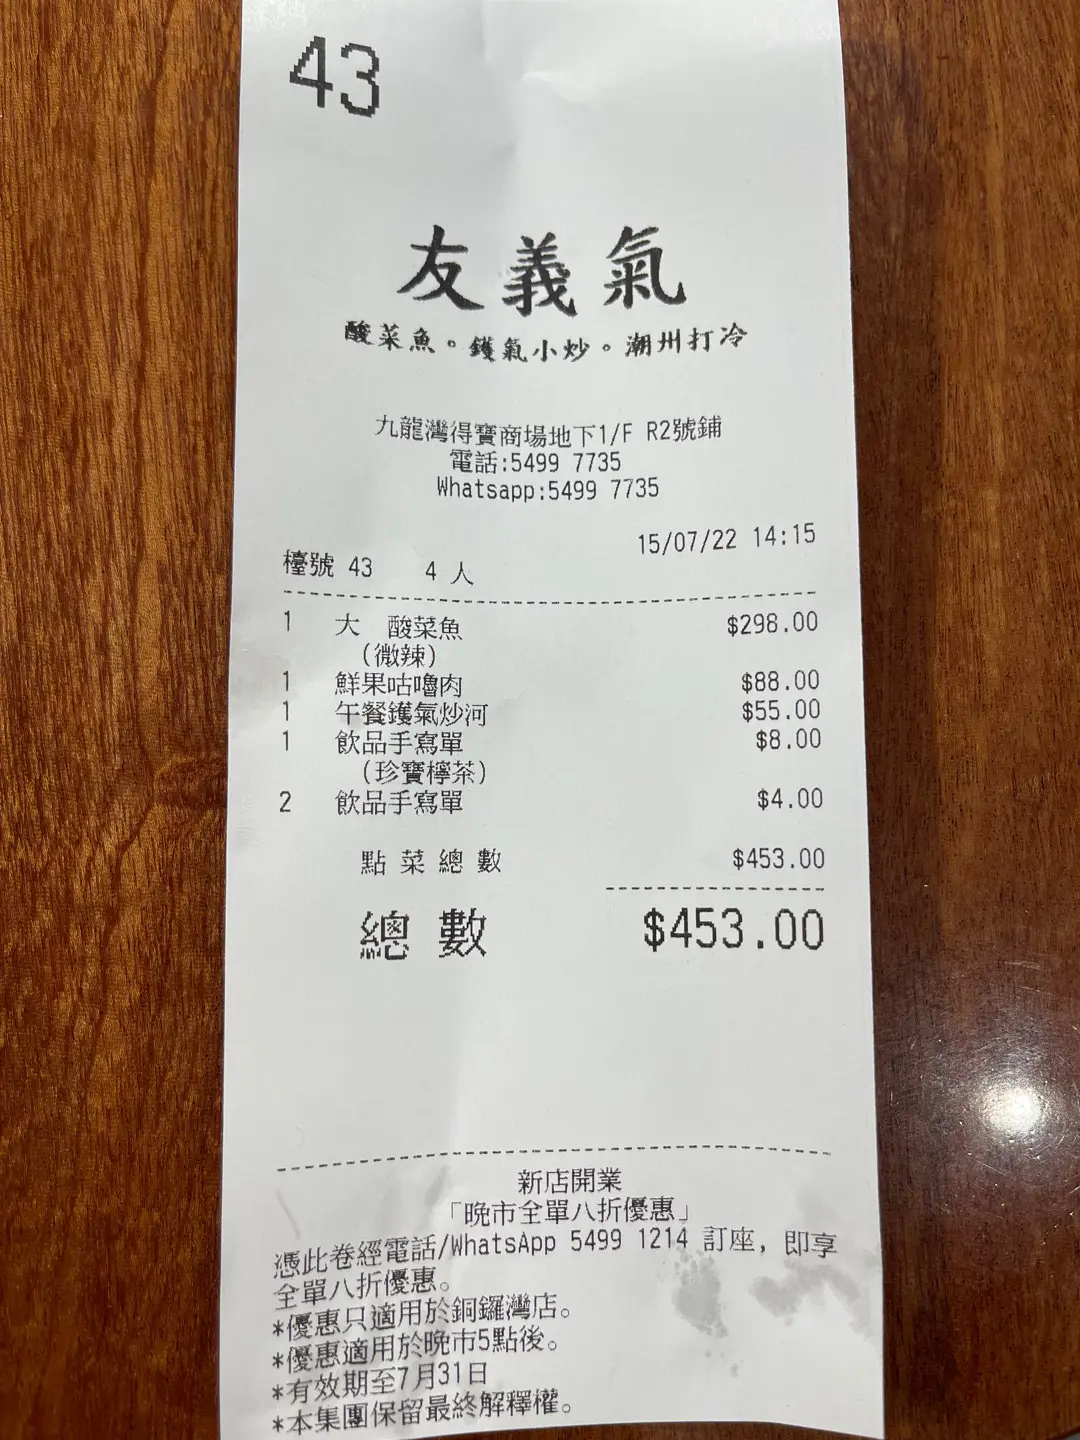 43
友義氣
酸菜魚。鑊氣小炒。潮州打冷
九龍灣得寶商場地下1/F R2號鋪
電話:5499 7735
Whatsapp:5499 7735
15/07/22 14:15
檯號 43 4 人
1 大 酸菜魚 $298.00
(微辣)
1 鮮果咕嚕肉 $88.00
1 午餐鑊氣炒河 $55.00
1 飲品手寫單 $8.00
(珍寶檸茶)
2 飲品手寫單 $4.00
點菜總數 $453.00
總數 $453.00
新店開業
「晚市全單八折優惠」
憑此卷經電話/WhatsApp 5499 1214 訂座, 即享
全單八折優惠。
*優惠只適用於銅鑼灣店。
*優惠適用於晚市5點後。
*有效期至7月31日
*本集團保留最終解釋權。